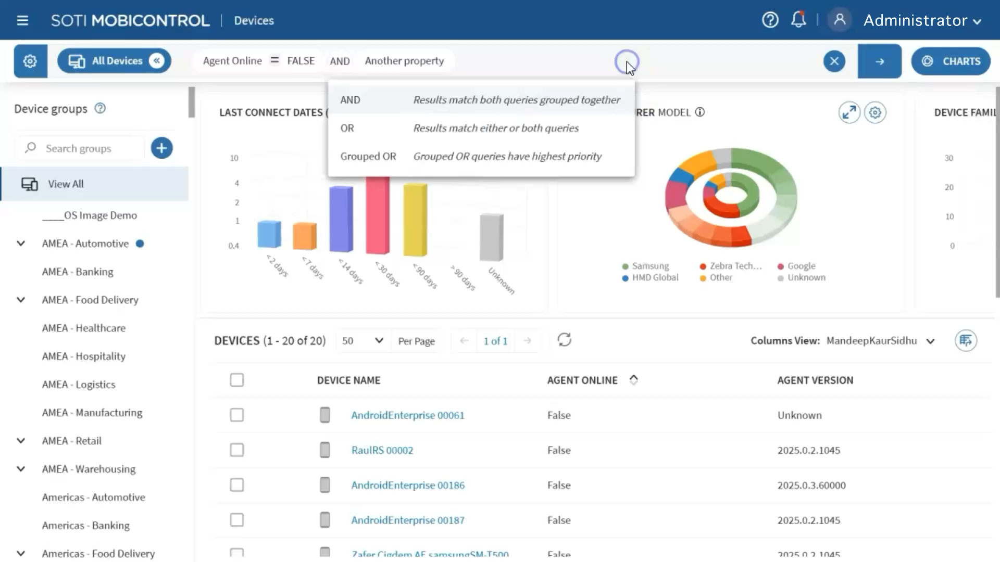 SOTI MOBICONTROL | Devices
Administrator
All Devices
Agent Online = FALSE AND Another property
CHARTS
Device groups
Search groups
View All
____OS Image Demo
AMEA - Automotive
AMEA - Banking
AMEA - Food Delivery
AMEA - Healthcare
AMEA - Hospitality
AMEA - Logistics
AMEA - Manufacturing
AMEA - Retail
AMEA - Warehousing
Americas - Automotive
Americas - Banking
Americas - Food Delivery
AND Results match both queries grouped together
OR Results match either or both queries
Grouped OR Grouped OR queries have highest priority
LAST CONNECT DATES (
10
4
2
1
0.4
< 2 days
< 7 days
< 14 days
< 30 days
< 90 days
> 90 days
Unknown
RER MODEL
Samsung Zebra Tech... Google
HMD Global Other Unknown
DEVICE FAMIL
30
20
10
0
DEVICES (1 - 20 of 20) 50 Per Page 1 of 1 Columns View: MandeepKaurSidhu
DEVICE NAME AGENT ONLINE AGENT VERSION
AndroidEnterprise 00061 False Unknown
RaulRS 00002 False 2025.0.2.1045
AndroidEnterprise 00186 False 2025.0.3.60000
AndroidEnterprise 00187 False 2025.0.2.1045
Zafer Cigdem AE samsungSM-T500 False 2025.0.2.1045